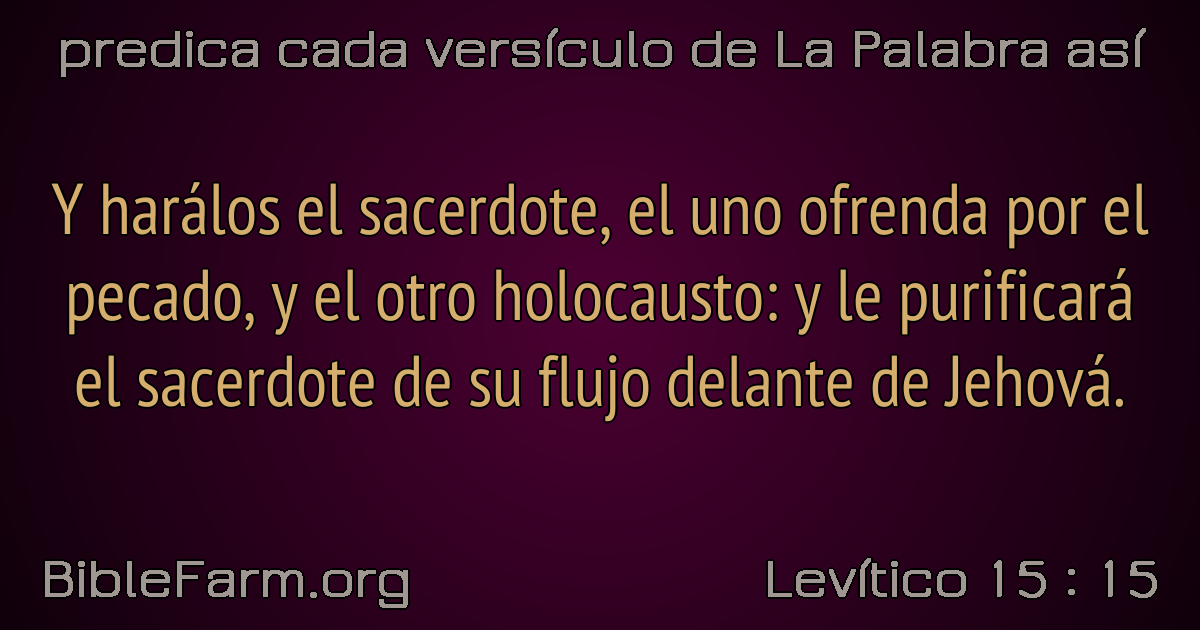 predica cada versículo de La Palabra así
Y harálos el sacerdote, el uno ofrenda por el
pecado, y el otro holocausto: y le purificará
el sacerdote de su flujo delante de Jehová.
BibleFarm.org
Levítico 15 : 15